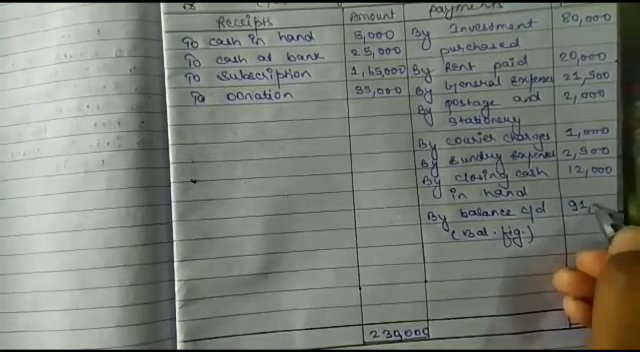 Receipts Amount
To cash in hand 5,000
To cash at bank 25,000
To Subscription 1,65,000
To Donation 35,000
230000
Payments
By Investment 80,000
purchased
By Rent paid 20,000
By General expenses 21,500
By postage and 2,000
stationery
By courier charges 1,000
By sundry expenses 2,500
By closing cash 12,000
in hand
By balance c/d 91,
(Bal. fig.)